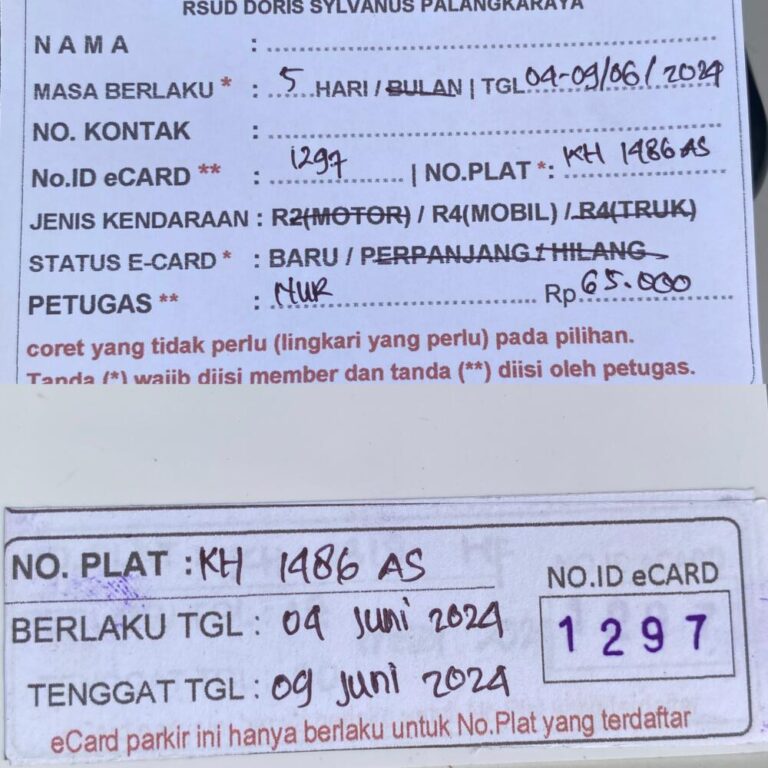 RSUD DORIS SYLVANUS PALANGKARAYA
NAMA :
MASA BERLAKU * : 5 HARI / BULAN | TGL 04-09/06/2024
NO. KONTAK :
No.ID eCARD ** : 1297 | NO.PLAT *: KH 1486 AS
JENIS KENDARAAN : R2(MOTOR) / R4(MOBIL) / R4(TRUK)
STATUS E-CARD * : BARU / PERPANJANG / HILANG
PETUGAS ** : NUR Rp 65.000
coret yang tidak perlu (lingkari yang perlu) pada pilihan.
Tanda (*) wajib diisi member dan tanda (**) diisi oleh petugas.
NO. PLAT : KH 1486 AS
NO.ID eCARD
BERLAKU TGL : 04 Juni 2024
1297
TENGGAT TGL : 09 Juni 2024
eCard parkir ini hanya berlaku untuk No.Plat yang terdaftar